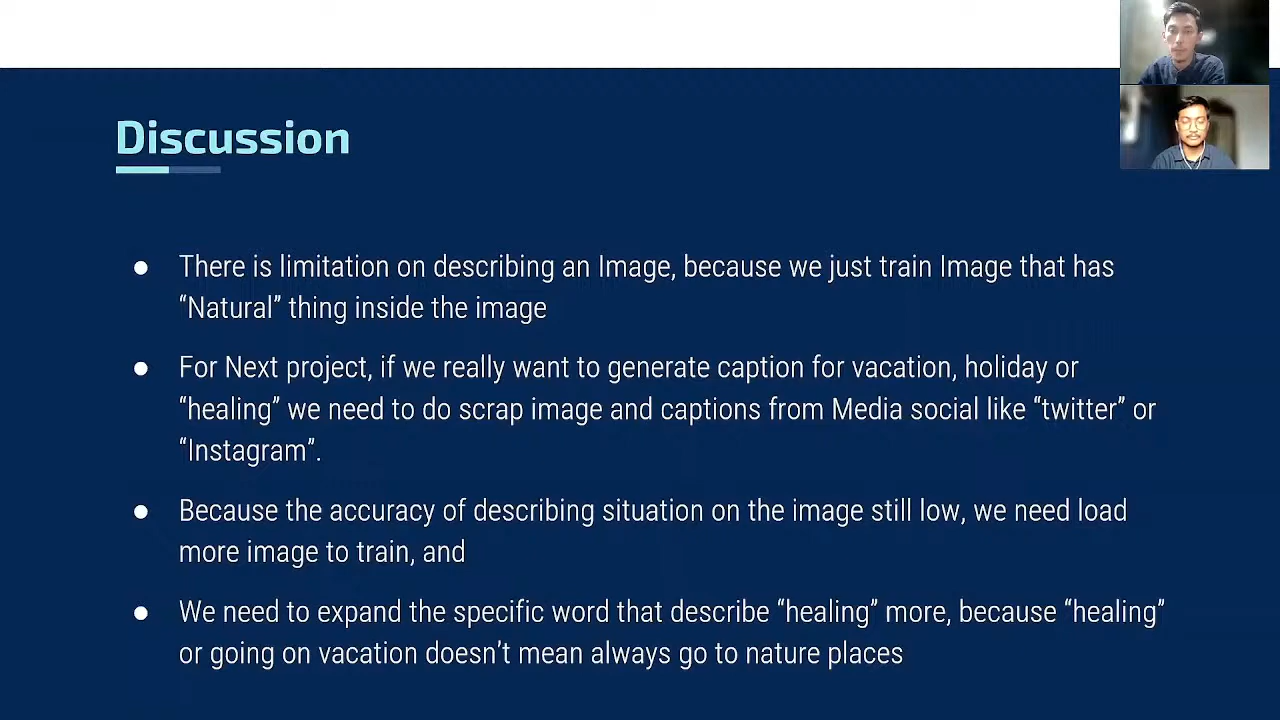 Discussion
● There is limitation on describing an Image, because we just train Image that has
“Natural” thing inside the image
● For Next project, if we really want to generate caption for vacation, holiday or
“healing” we need to do scrap image and captions from Media social like “twitter” or
“Instagram”.
● Because the accuracy of describing situation on the image still low, we need load
more image to train, and
● We need to expand the specific word that describe “healing” more, because “healing”
or going on vacation doesn’t mean always go to nature places